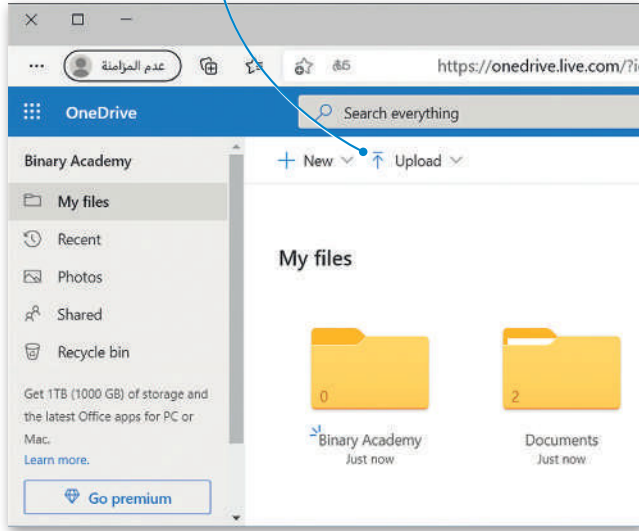 عدم المزامنة
https://onedrive.live.com/?i
OneDrive
Search everything
Binary Academy
New
Upload
My files
Recent
Photos
Shared
Recycle bin
Get 1TB (1000 GB) of storage and
the latest Office apps for PC or
Mac.
Learn more.
Go premium
My files
0
2
Binary Academy
Just now
Documents
Just now